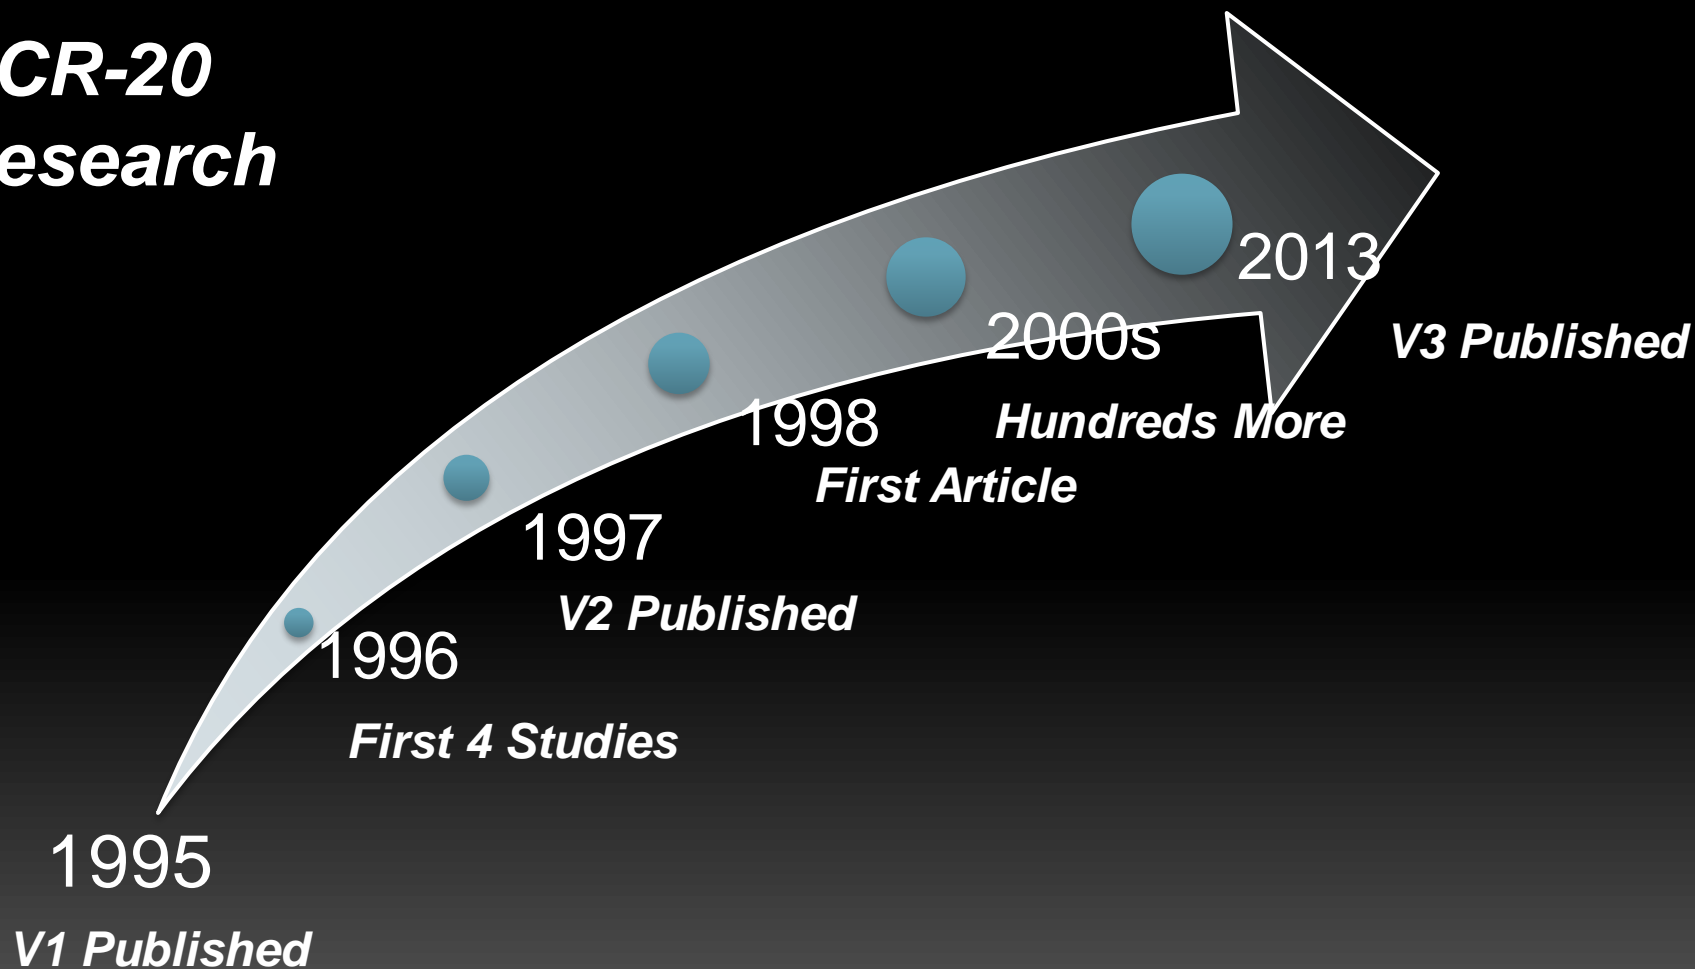 CR-20
esearch
2013
V3 Published
2000s
Hundreds More
1998
First Article
1997
V2 Published
1996
First 4 Studies
1995
V1 Published